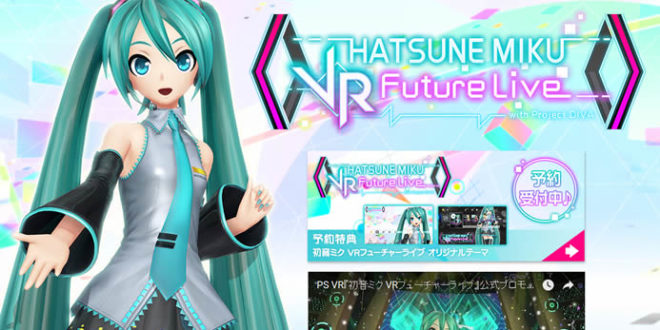 HATSUNE MIKU
VR Future Live
with Project DIVA
HATSUNE MIKU
VR Future Live
予約
受付中♪
予約特典
初音ミク VRフューチャーライブ オリジナルテーマ
PS VR『初音ミク VRフューチャーライブ』公式プロモ...